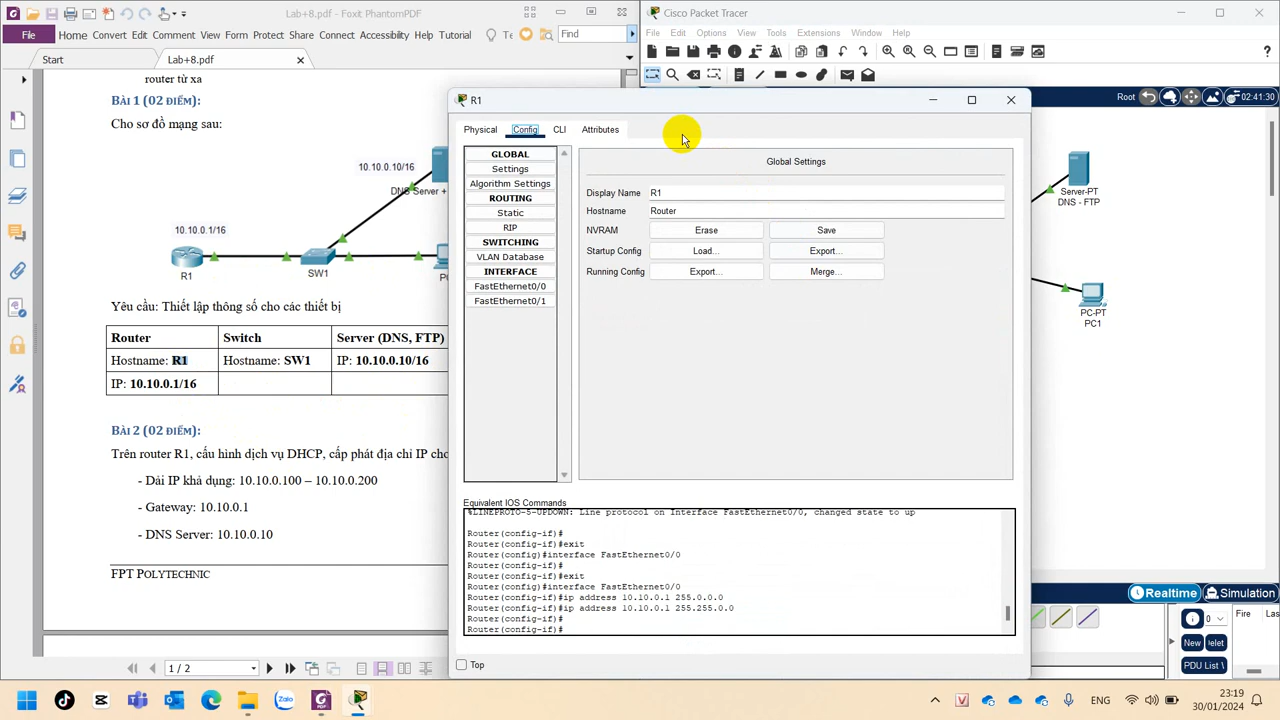 Lab+8.pdf - Foxit PhantomPDF
File Home Convert Edit Comment View Form Protect Share Connect Accessibility Help Tutorial Te Find
Start Lab+8.pdf
router từ xa
BÀI 1 (02 ĐIỂM):
Cho sơ đồ mạng sau:
10.10.0.10/16
DNS Server +
10.10.0.1/16
R1
SW1
Yêu cầu: Thiết lập thông số cho các thiết bị
Router Switch Server (DNS, FTP)
Hostname: R1 Hostname: SW1 IP: 10.10.0.10/16
IP: 10.10.0.1/16
BÀI 2 (02 ĐIỂM):
Trên router R1, cấu hình dịch vụ DHCP, cấp phát địa chỉ IP
- Dải IP khả dụng: 10.10.0.100 – 10.10.0.200
- Gateway: 10.10.0.1
- DNS Server: 10.10.0.10
FPT POLYTECHNIC
1 / 2
Cisco Packet Tracer
File Edit Options View Tools Extensions Window Help
Root 02:41:30
Server-PT
DNS - FTP
PC-PT
PC1
R1
Physical Config CLI Attributes
GLOBAL
Settings
Algorithm Settings
ROUTING
Static
RIP
SWITCHING
VLAN Database
INTERFACE
FastEthernet0/0
FastEthernet0/1
Global Settings
Display Name R1
Hostname Router
NVRAM Erase Save
Startup Config Load... Export...
Running Config Export... Merge...
Equivalent IOS Commands
%LINEPROTO-5-UPDOWN: Line protocol on Interface FastEthernet0/0, changed state to up
Router(config-if)#
Router(config-if)#exit
Router(config)#interface FastEthernet0/0
Router(config-if)#
Router(config-if)#exit
Router(config)#interface FastEthernet0/0
Router(config-if)#ip address 10.10.0.1 255.0.0.0
Router(config-if)#ip address 10.10.0.1 255.255.0.0
Router(config-if)#
Router(config-if)#
Top
Realtime Simulation
0 Fire
New
PDU List
ENG
23:19
30/01/2024